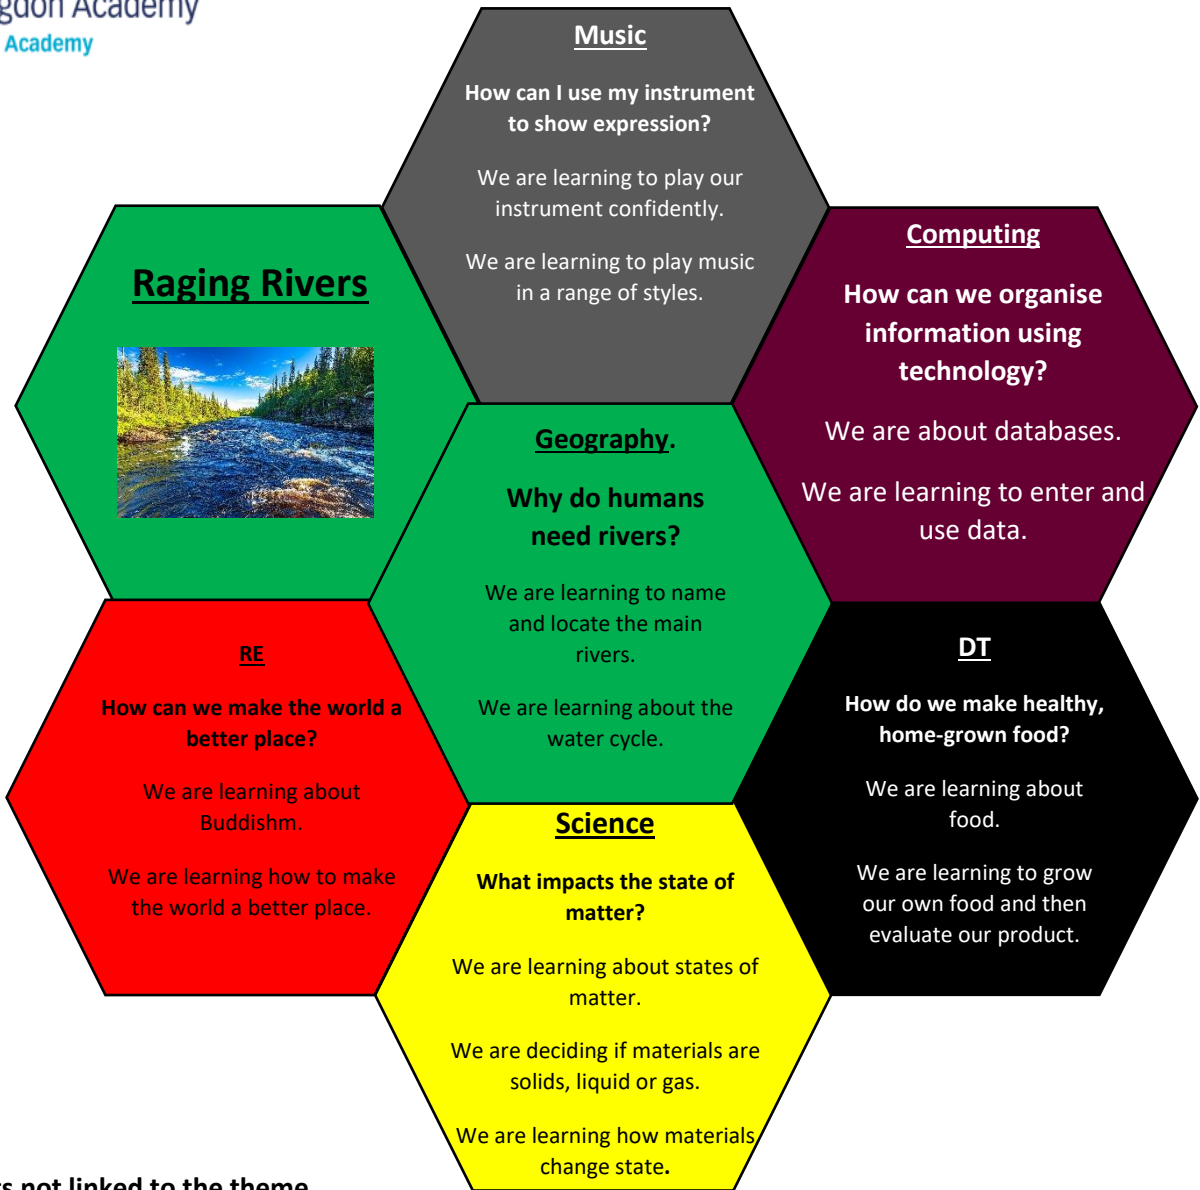 Academy
Academy
Music
How can I use my instrument
to show expression?
We are learning to play our
instrument confidently.
We are learning to play music
in a range of styles.
Raging Rivers
Computing
How can we organise
information using
technology?
We are about databases.
We are learning to enter and
use data.
Geography.
Why do humans
need rivers?
We are learning to name
and locate the main
rivers.
We are learning about the
water cycle.
RE
How can we make the world a
better place?
We are learning about
Buddishm.
We are learning how to make
the world a better place.
DT
How do we make healthy,
home-grown food?
We are learning about
food.
We are learning to grow
our own food and then
evaluate our product.
Science
What impacts the state of
matter?
We are learning about states of
matter.
We are deciding if materials are
solids, liquid or gas.
We are learning how materials
change state.
not linked to the theme